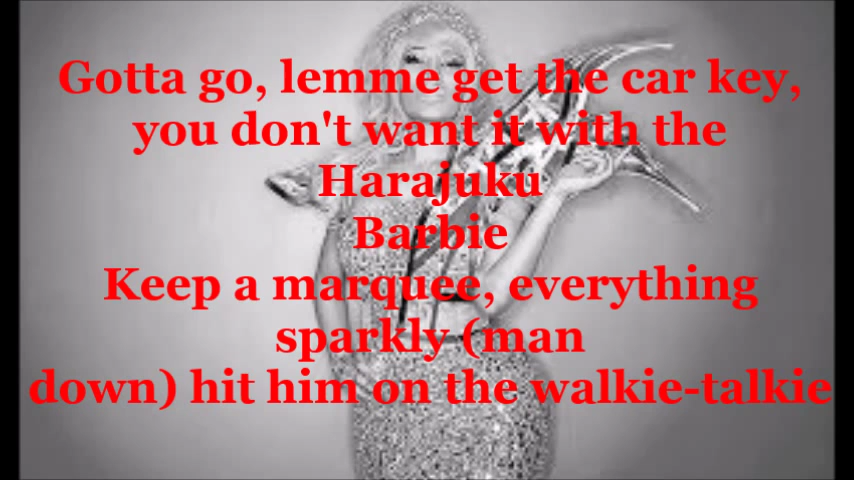 Gotta go, lemme get the car key,
you don't want it with the
Harajuku
Barbie
Keep a marquee, everything
sparkly (man
down) hit him on the walkie-talkie